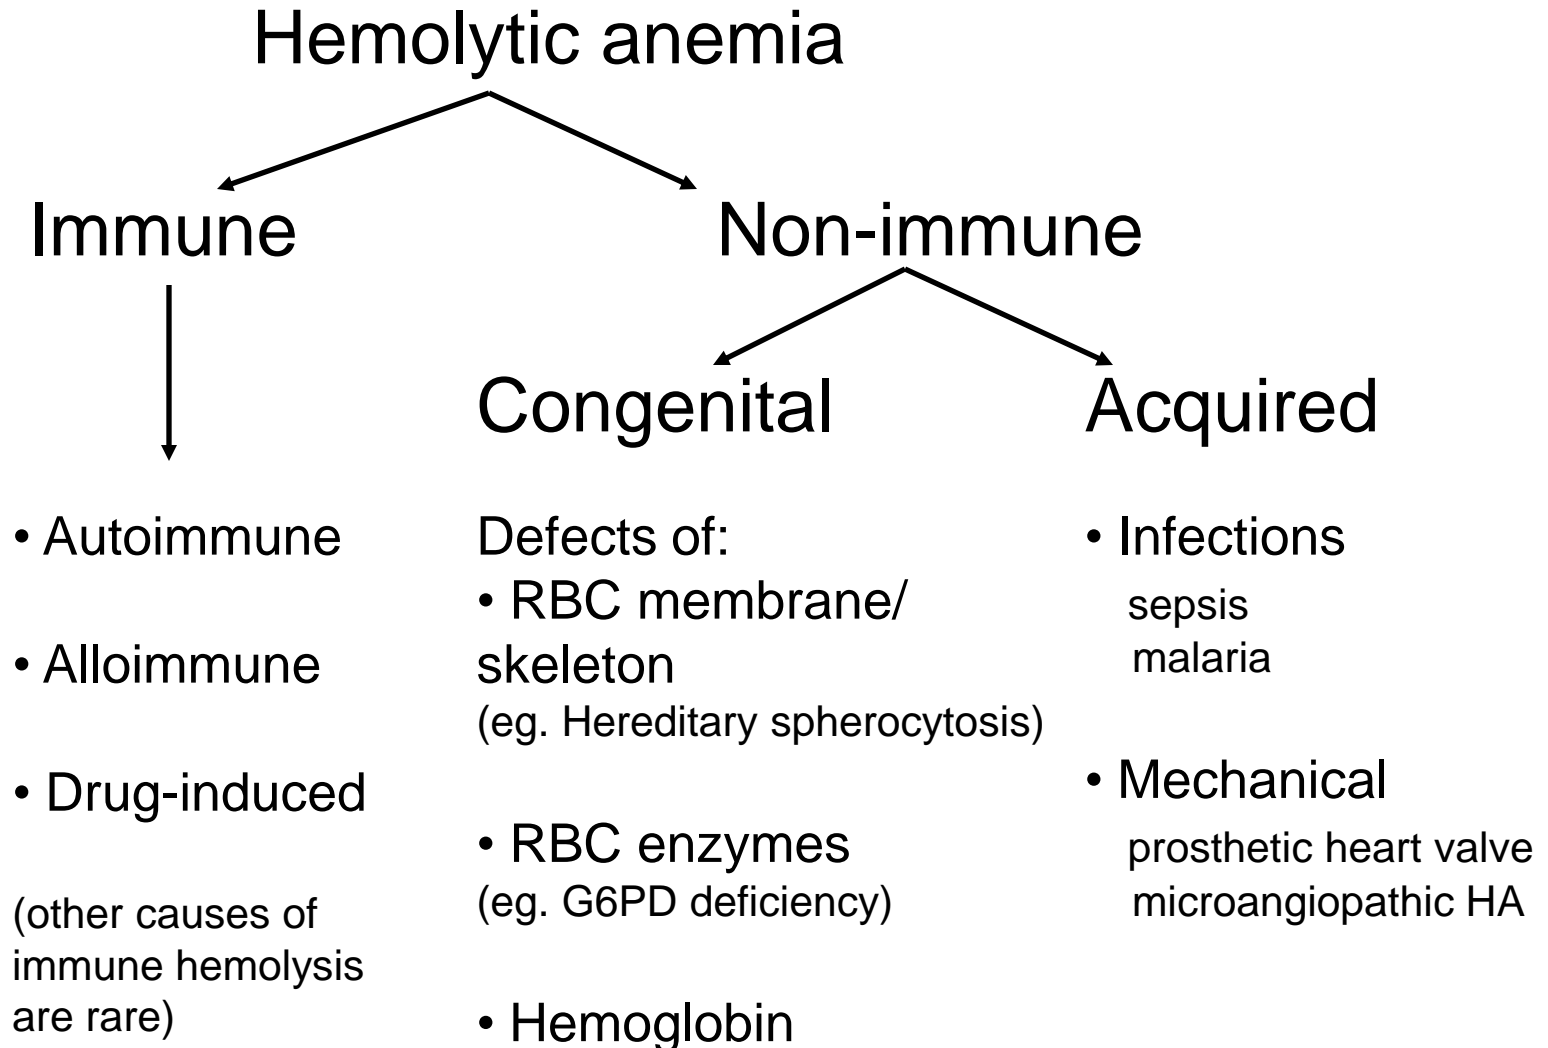 Hemolytic anemia
Immune
Non-immune
Congenital
Acquired
• Autoimmune
• Alloimmune
• Drug-induced
(other causes of
immune hemolysis
are rare)
Defects of:
• RBC membrane/
skeleton
(eg. Hereditary spherocytosis)
• RBC enzymes
(eg. G6PD deficiency)
• Hemoglobin
• Infections
sepsis
malaria
• Mechanical
prosthetic heart valve
microangiopathic HA